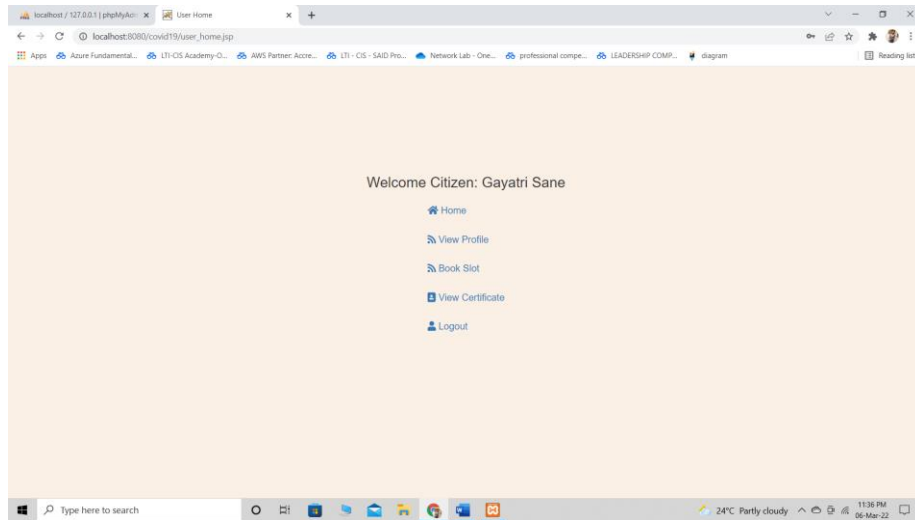 localhost / 127.0.0.1 | phpMyAdm
User Home
localhost:8080/covid19/user_home.jsp
Apps
Azure Fundamental...
LTI-CIS Academy-O...
AWS Partner: Accre...
LTI - CIS - SAID Pro...
Network Lab - One...
professional compe...
LEADERSHIP COMP...
diagram
Reading list
Welcome Citizen: Gayatri Sane
Home
View Profile
Book Slot
View Certificate
Logout
Type here to search
24°C Partly cloudy
11:36 PM
06-Mar-22